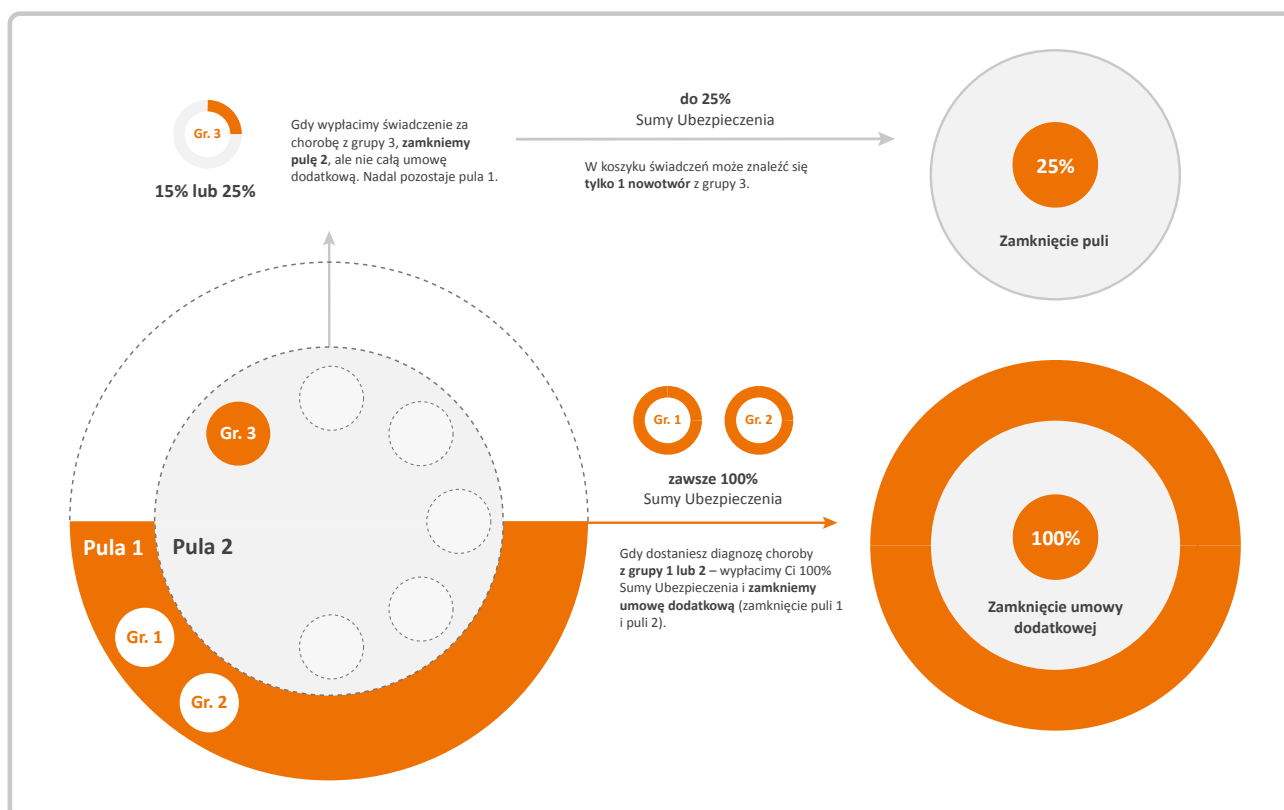 Gr. 3
15% lub 25%
Gdy wypłacimy świadczenie za
chorobę z grupy 3, zamkniemy
pulę 2, ale nie całą umowę
dodatkową. Nadal pozostaje pula 1.
do 25%
Sumy Ubezpieczenia
W koszyku świadczeń może znaleźć się
tylko 1 nowotwór z grupy 3.
25%
Zamknięcie puli
Gr. 3
Pula 1
Pula 2
Gr. 1
Gr. 2
Gr. 1
Gr. 2
zawsze 100%
Sumy Ubezpieczenia
Gdy dostaniesz diagnozę choroby
z grupy 1 lub 2 – wypłacimy Ci 100%
Sumy Ubezpieczenia i zamkniemy
umowę dodatkową (zamknięcie puli 1
i puli 2).
100%
Zamknięcie umowy
dodatkowej